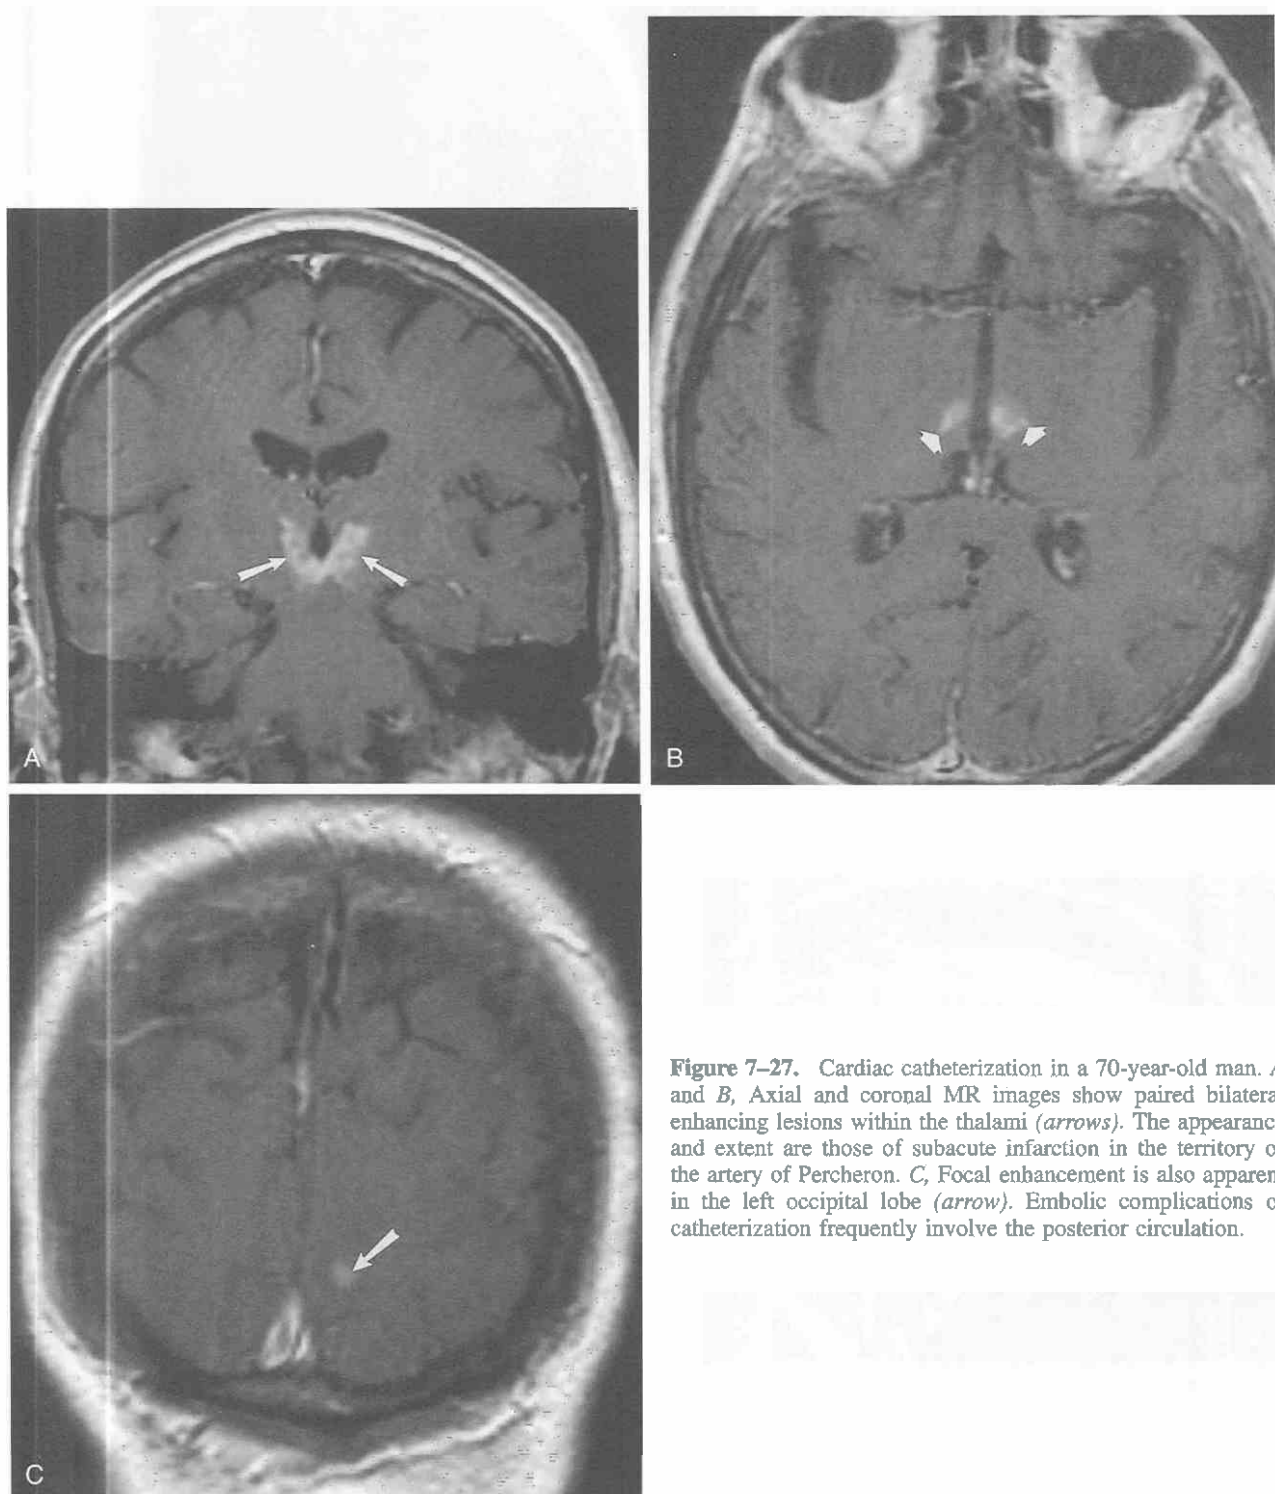 A
B
C
Figure 7–27. Cardiac catheterization in a 70-year-old man. A
and B, Axial and coronal MR images show paired bilatera
enhancing lesions within the thalami (arrows). The appearanc
and extent are those of subacute infarction in the territory o
the artery of Percheron. C, Focal enhancement is also apparen
in the left occipital lobe (arrow). Embolic complications o
catheterization frequently involve the posterior circulation.